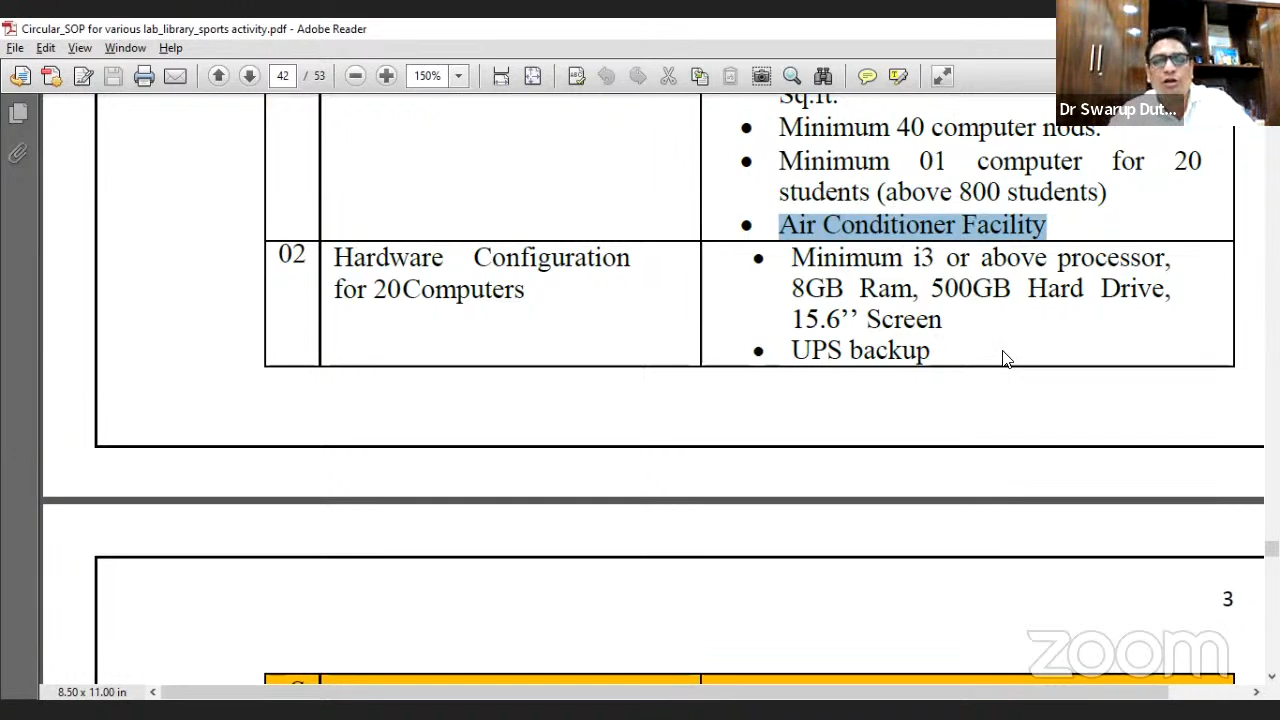 Circular_SOP for various lab_library_sports activity.pdf - Adobe Reader
File Edit View Window Help
42 / 53 150%
Sq.ft.
Dr Swarup Dut...
• Minimum 40 computer nods.
• Minimum 01 computer for 20
students (above 800 students)
• Air Conditioner Facility
02 Hardware Configuration
for 20Computers
• Minimum i3 or above processor,
8GB Ram, 500GB Hard Drive,
15.6’’ Screen
• UPS backup
3
zoom
8.50 x 11.00 in